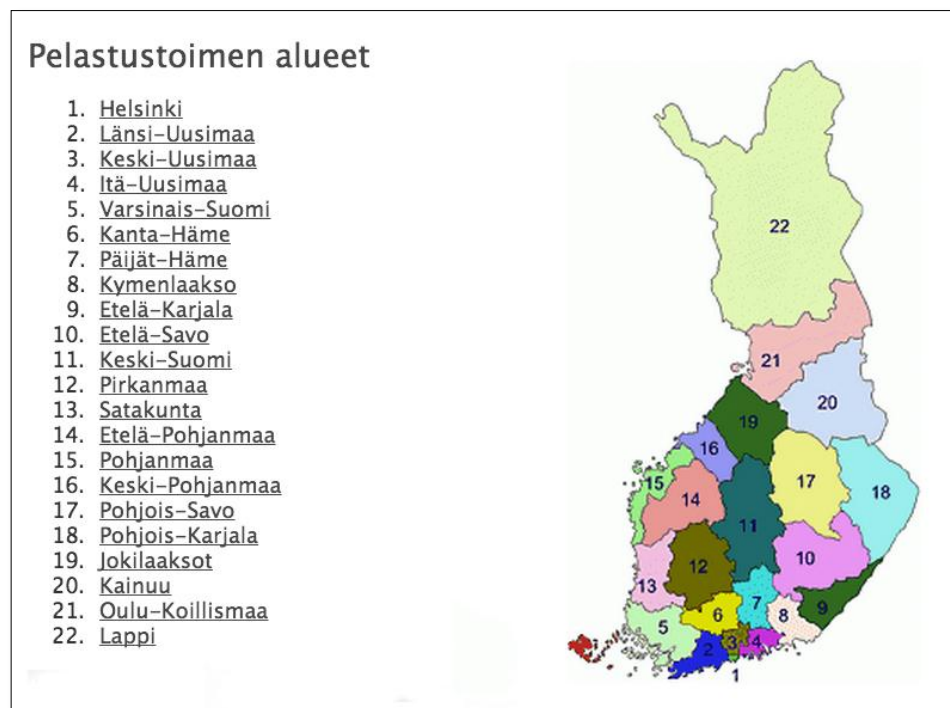 Pelastustoimen alueet
1. Helsinki
2. Länsi-Uusimaa
3. Keski-Uusimaa
4. Itä-Uusimaa
5. Varsinais-Suomi
6. Kanta-Häme
7. Päijät-Häme
8. Kymenlaakso
9. Etelä-Karjala
10. Etelä-Savo
11. Keski-Suomi
12. Pirkanmaa
13. Satakunta
14. Etelä-Pohjanmaa
15. Pohjanmaa
16. Keski-Pohjanmaa
17. Pohjois-Savo
18. Pohjois-Karjala
19. Jokilaaksot
20. Kainuu
21. Oulu-Koillismaa
22. Lappi
22
21
20
19
16
17
15
14
18
11
10
12
13
7
9
6
8
5
3
4
2
1